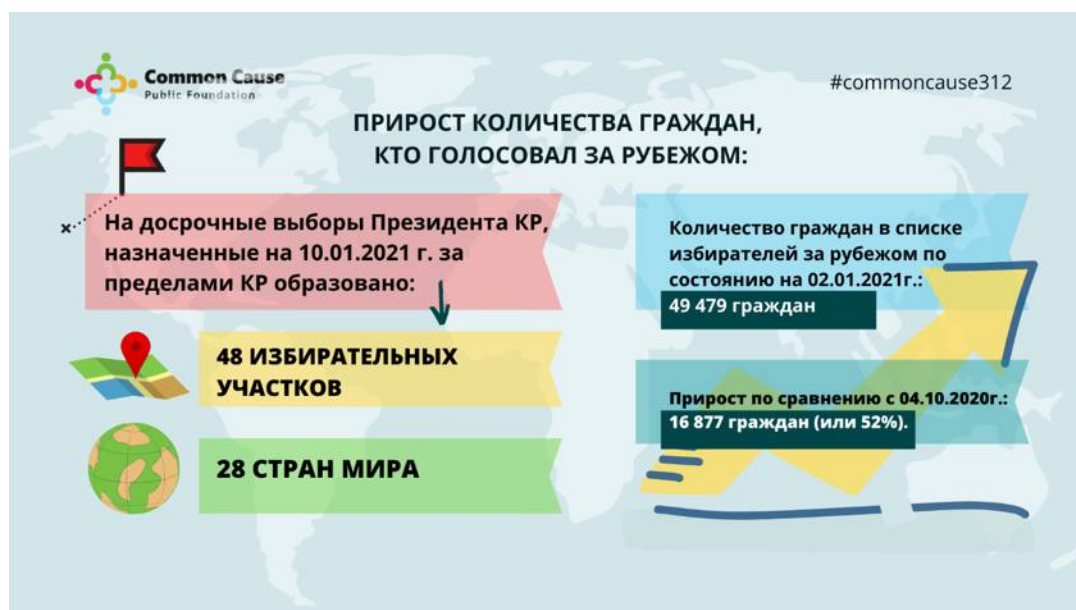 Common Cause
Public Foundation
#commoncause312
ПРИРОСТ КОЛИЧЕСТВА ГРАЖДАН,
КТО ГОЛОСОВАЛ ЗА РУБЕЖОМ:
На досрочные выборы Президента КР,
назначенные на 10.01.2021 г. за
пределами КР образовано:
48 ИЗБИРАТЕЛЬНЫХ
УЧАСТКОВ
28 СТРАН МИРА
Количество граждан в списке
избирателей за рубежом по
состоянию на 02.01.2021г.:
49 479 граждан
Прирост по сравнению с 04.10.2020г.:
16 877 граждан (или 52%).